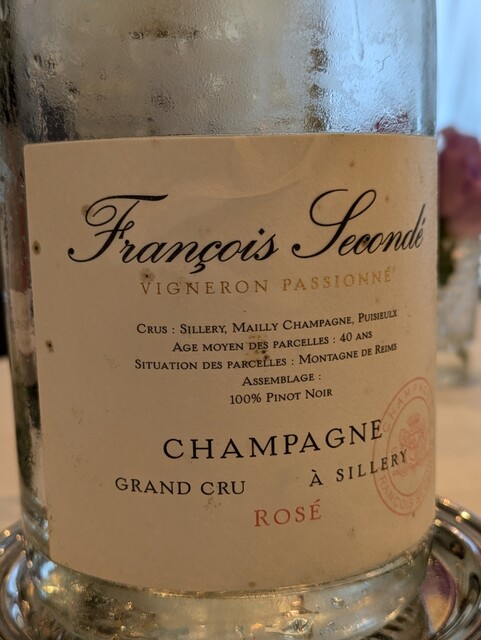 François Secondé
VIGNERON PASSIONNÉ
CRUS : SILLERY, MAILLY CHAMPAGNE, PUISIEULX
AGE MOYEN DES PARCELLES : 40 ANS
SITUATION DES PARCELLES : MONTAGNE DE REIMS
ASSEMBLAGE :
100% PINOT NOIR
CHAMPAGNE
GRAND CRU À SILLERY
ROSÉ
CHAMPAGNE